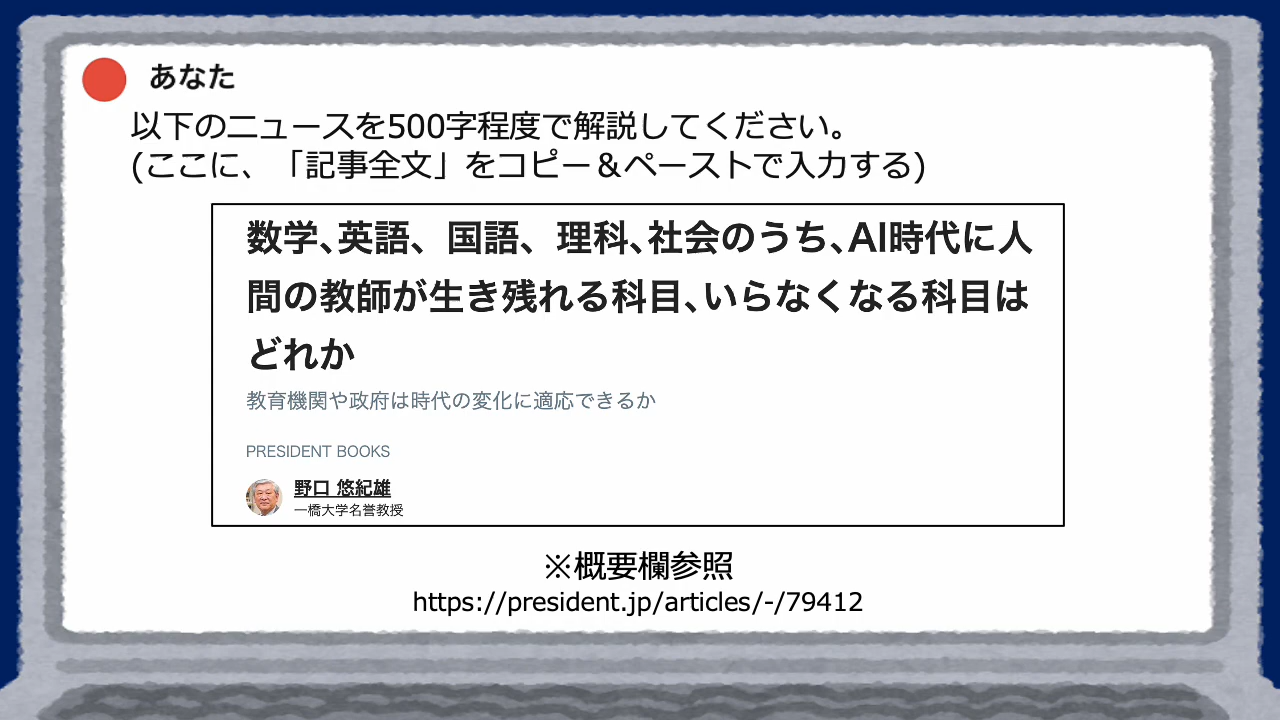 あなた
以下のニュースを500字程度で解説してください。
(ここに、「記事全文」をコピー＆ペーストで入力する)
数学､英語、国語、理科､社会のうち､AI時代に人
間の教師が生き残れる科目､いらなくなる科目は
どれか
教育機関や政府は時代の変化に適応できるか
PRESIDENT BOOKS
野口 悠紀雄
一橋大学名誉教授
※概要欄参照
https://president.jp/articles/-/79412